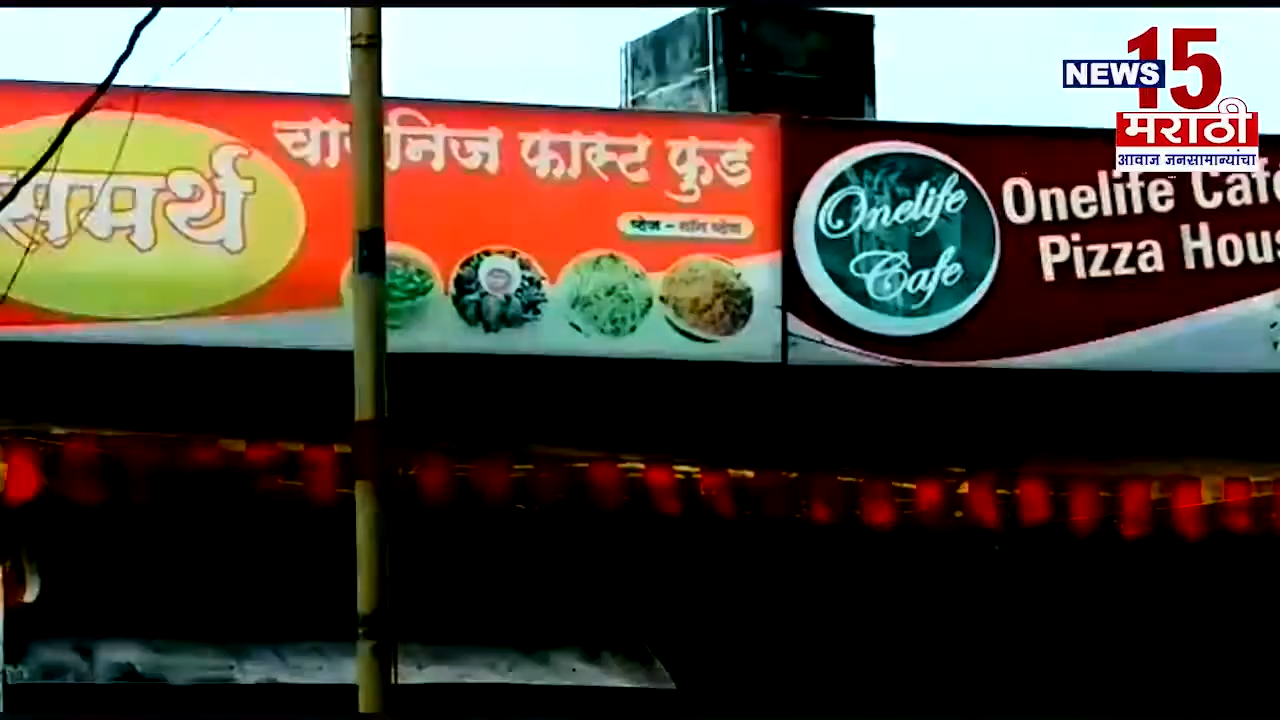 समर्थ
चायनिज फास्ट फुड
व्हेज - नॉन व्हेज
Onelife
Cafe
Onelife Cafe
Pizza Hous
NEWS 15
मराठी
आवाज जनसामान्यांचा